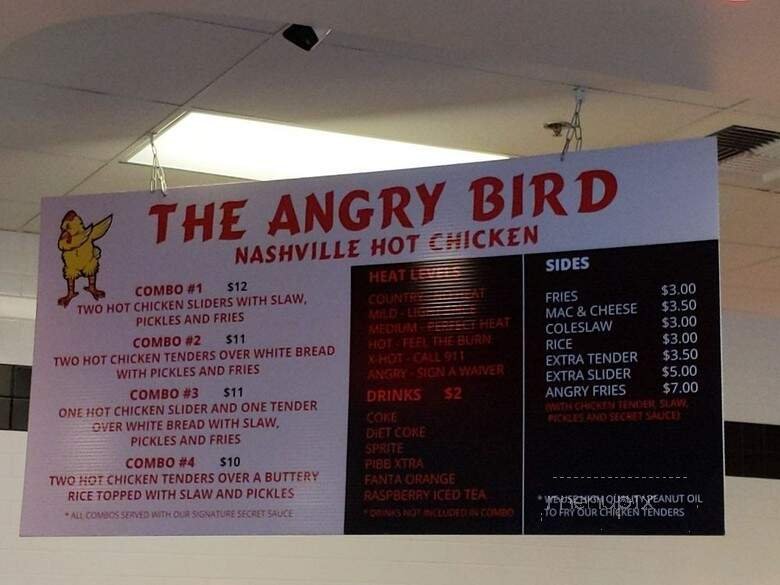 THE ANGRY BIRD
NASHVILLE HOT CHICKEN
COMBO #1 $12
TWO HOT CHICKEN SLIDERS WITH SLAW,
PICKLES AND FRIES
COMBO #2 $11
TWO HOT CHICKEN TENDERS OVER WHITE BREAD
WITH PICKLES AND FRIES
COMBO #3 $11
ONE HOT CHICKEN SLIDER AND ONE TENDER
OVER WHITE BREAD WITH SLAW,
PICKLES AND FRIES
COMBO #4 $10
TWO HOT CHICKEN TENDERS OVER A BUTTERY
RICE TOPPED WITH SLAW AND PICKLES
* ALL COMBOS SERVED WITH OUR SIGNATURE SECRET SAUCE
HEAT LEVELS
COUNTRY
MILD -
MEDIUM - PERFECT HEAT
HOT - FEEL THE BURN
X-HOT - CALL 911
ANGRY - SIGN A WAIVER
DRINKS $2
COKE
DIET COKE
SPRITE
PIBB XTRA
FANTA ORANGE
RASPBERRY ICED TEA
* DRINKS NOT INCLUDED IN COMBO
SIDES
FRIES $3.00
MAC & CHEESE $3.50
COLESLAW $3.00
RICE $3.00
EXTRA TENDER $3.50
EXTRA SLIDER $5.00
ANGRY FRIES $7.00
(WITH CHICKEN TENDER, SLAW,
PICKLES AND SECRET SAUCE)
* WE USE QUALITY PEANUT OIL
TO FRY OUR CHICKEN TENDERS